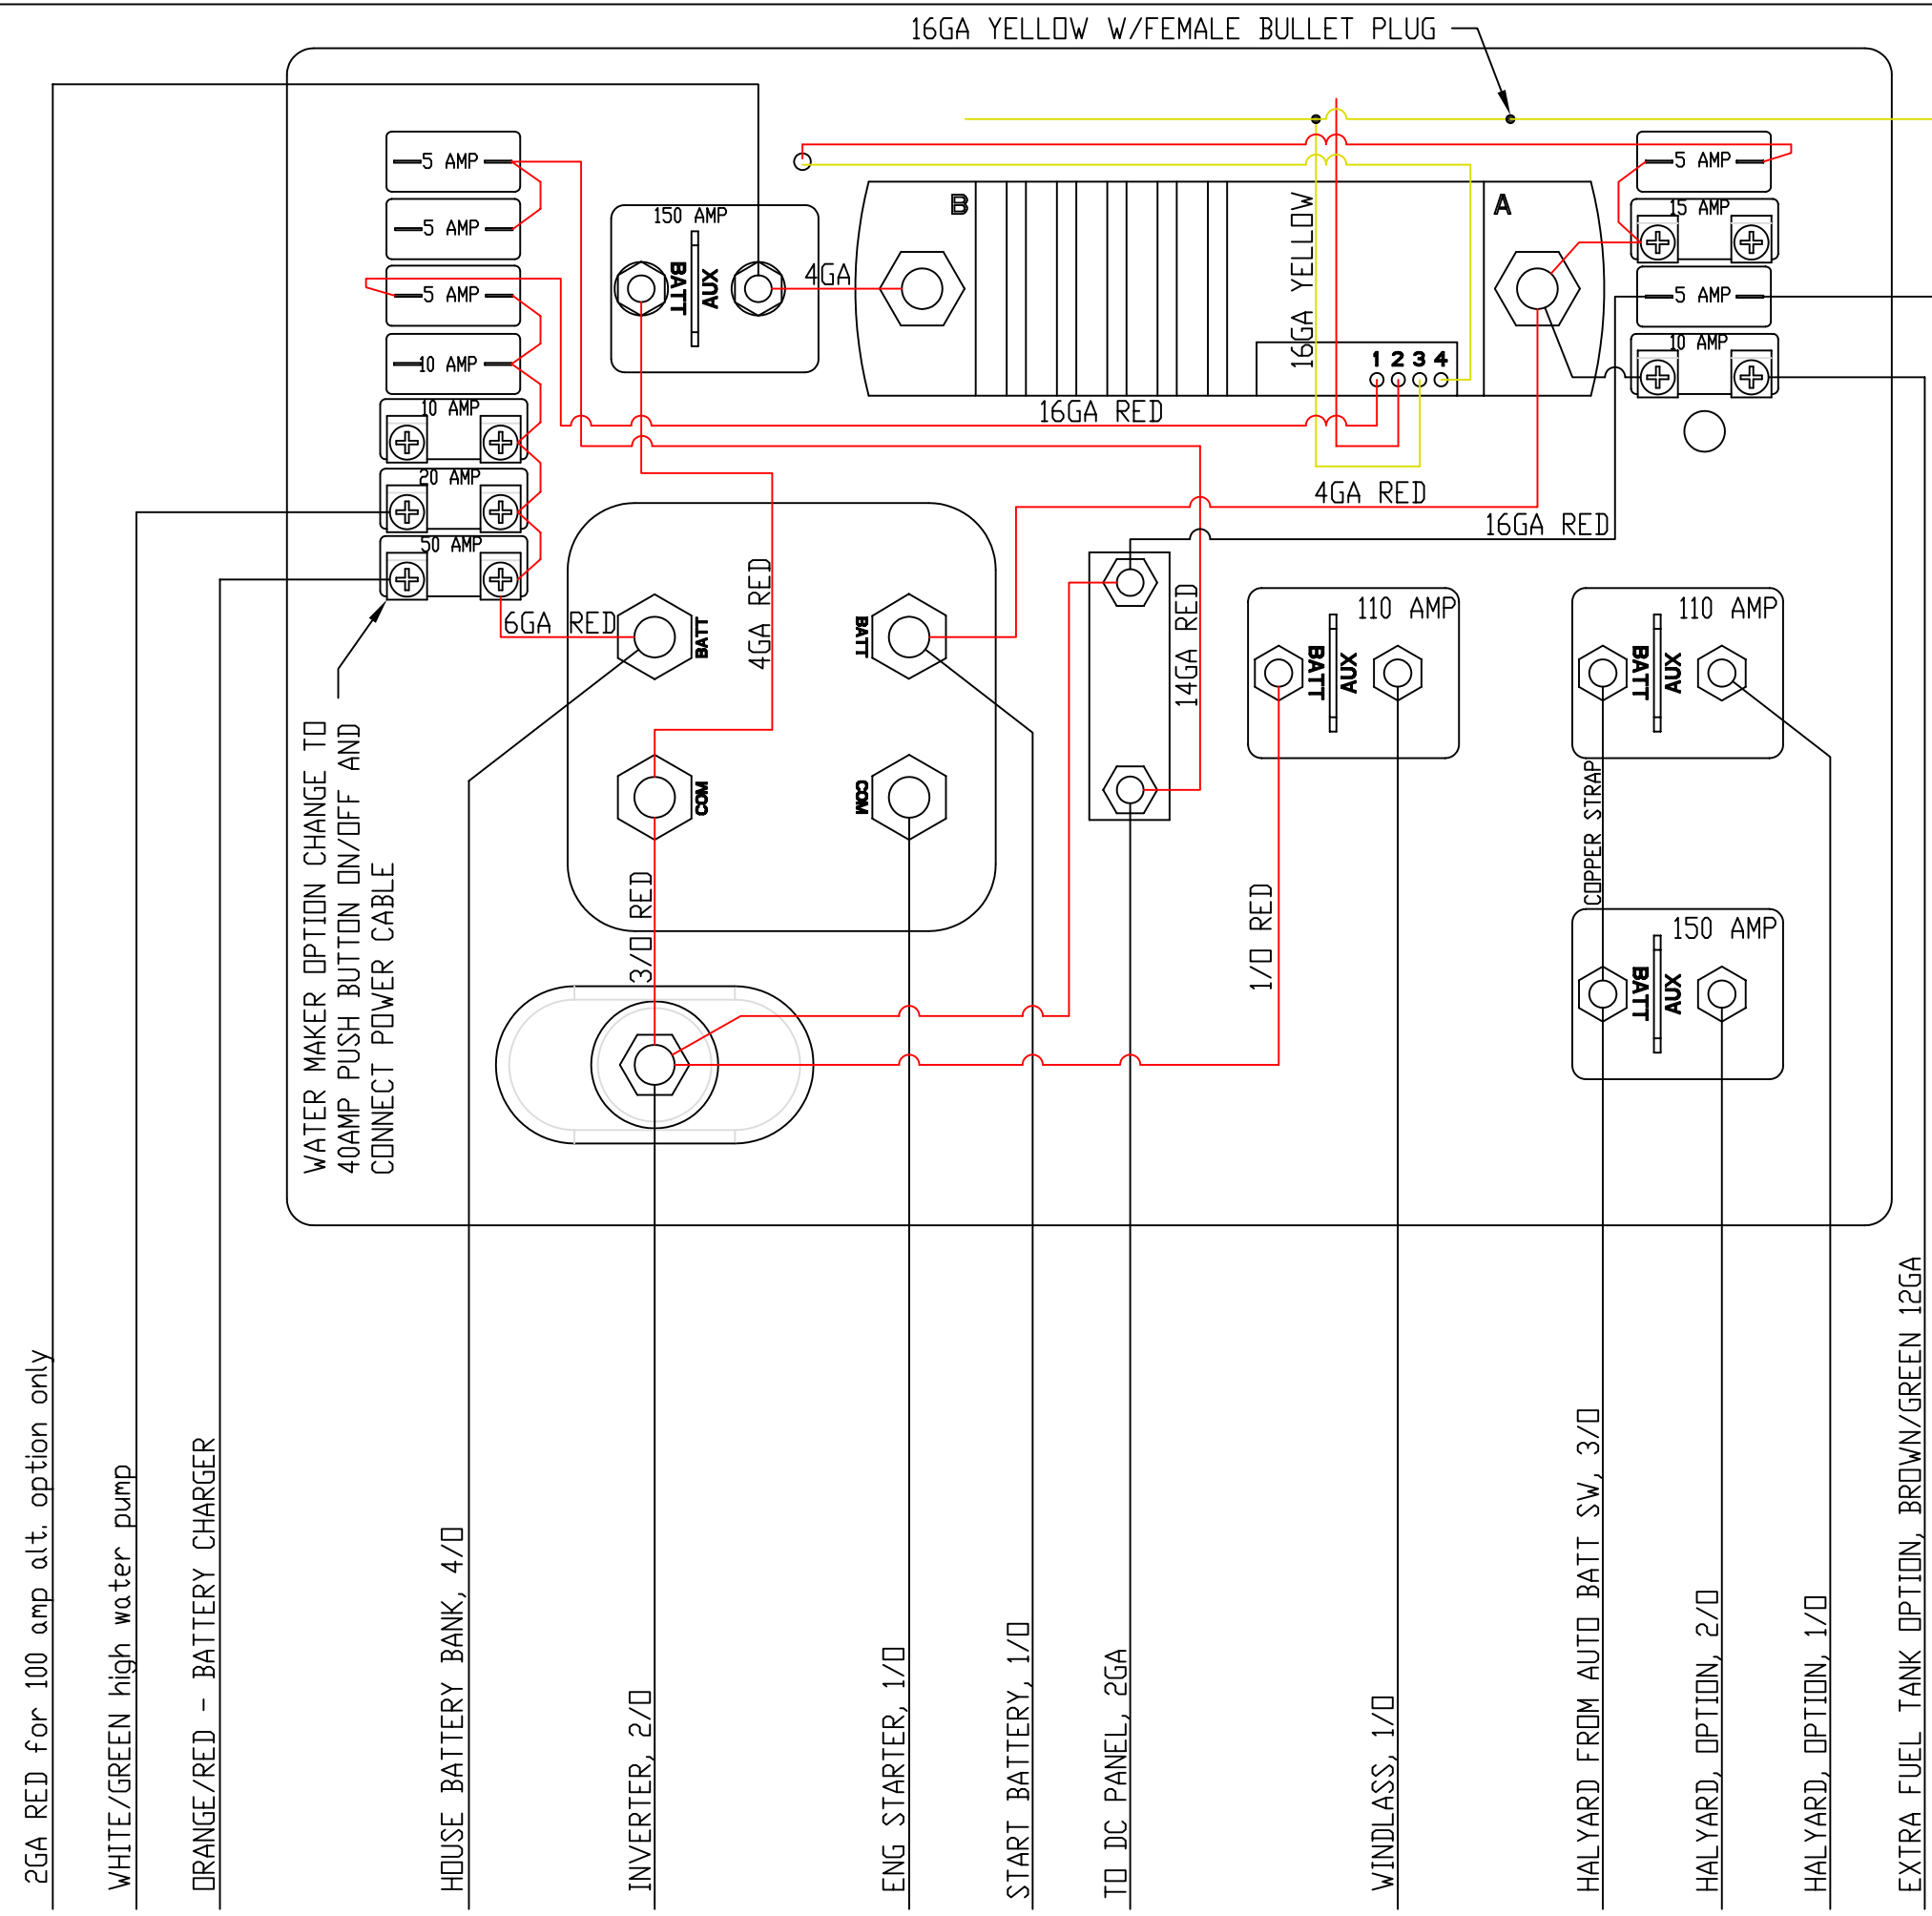 16GA YELLOW W/FEMALE BULLET PLUG
5 AMP
5 AMP
5 AMP
10 AMP
10 AMP
20 AMP
50 AMP
150 AMP
BATT
AUX
4GA
B
16GA YELLOW
A
1 2 3 4
5 AMP
15 AMP
5 AMP
10 AMP
16GA RED
4GA RED
16GA RED
6GA RED
BATT
4GA RED
BATT
COM
COM
14GA RED
110 AMP
BATT
AUX
110 AMP
BATT
AUX
COPPER STRAP
150 AMP
BATT
AUX
3/0 RED
1/0 RED
WATER MAKER OPTION CHANGE TO
40AMP PUSH BUTTON ON/OFF AND
CONNECT POWER CABLE
2GA RED for 100 amp alt. option only
WHITE/GREEN high water pump
ORANGE/RED - BATTERY CHARGER
HOUSE BATTERY BANK, 4/0
INVERTER, 2/0
ENG STARTER, 1/0
START BATTERY, 1/0
TO DC PANEL, 2GA
WINDLASS, 1/0
HALYARD FROM AUTO BATT SW, 3/0
HALYARD, OPTION, 2/0
HALYARD, OPTION, 1/0
EXTRA FUEL TANK OPTION, BROWN/GREEN 12GA